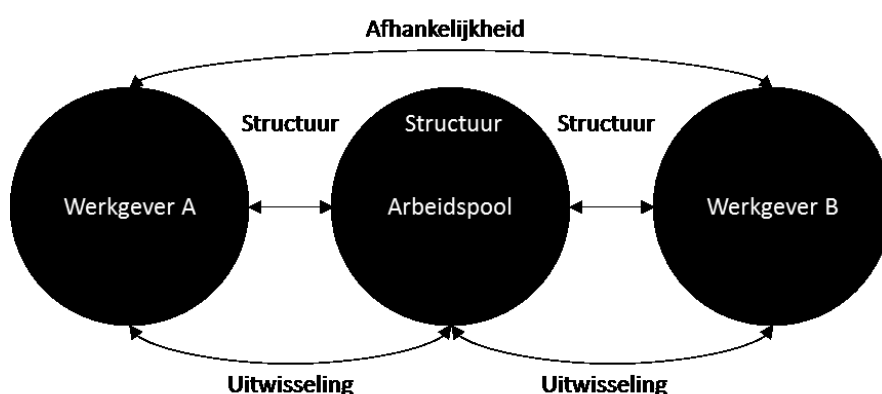 Afhankelijkheid
Structuur
Structuur
Structuur
Werkgever A
Arbeidspool
Werkgever B
Uitwisseling
Uitwisseling